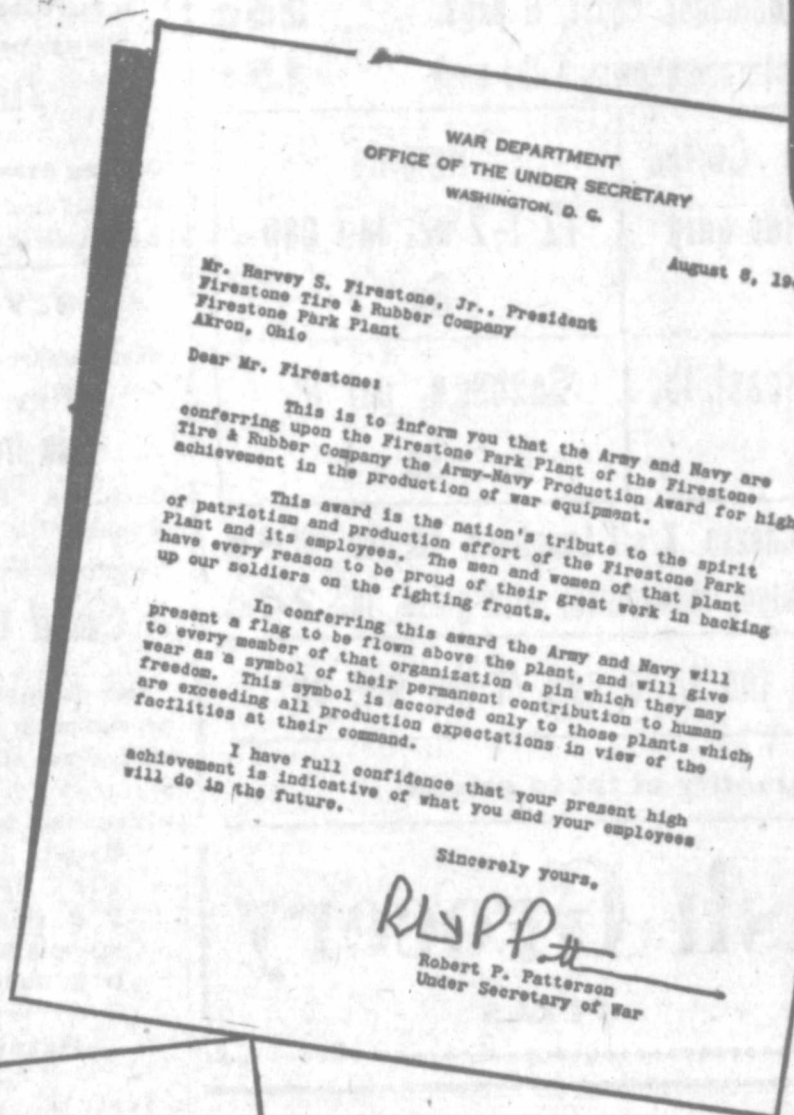 WAR DEPARTMENT
OFFICE OF THE UNDER SECRETARY
WASHINGTON, D. C.
August 8, 19
Mr. Harvey S. Firestone, Jr., President
Firestone Tire & Rubber Company
Firestone Park Plant
Akron, Ohio
Dear Mr. Firestone:
This is to inform you that the Army and Navy are
conferring upon the Firestone Park Plant of the Firestone
Tire & Rubber Company the Army-Navy Production Award for high
achievement in the production of war equipment.
This award is the nation's tribute to the spirit
of patriotism and production effort of the Firestone Park
Plant and its employees. The men and women of that plant
have every reason to be proud of their great work in backing
up our soldiers on the fighting fronts.
In conferring this award the Army and Navy will
present a flag to be flown above the plant, and will give
to every member of that organization a pin which they may
wear as a symbol of their permanent contribution to human
freedom. This symbol is accorded only to those plants which
are exceeding all production expectations in view of the
facilities at their command.
I have full confidence that your present high
achievement is indicative of what you and your employees
will do in the future.
Sincerely yours,
Robert P. Patterson
Under Secretary of War